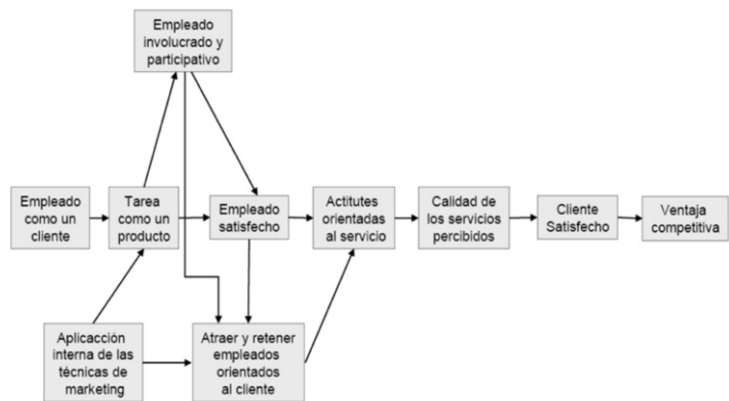 Empleado
involucrado y
participativo
Empleado
como un
cliente
Tarea
como un
producto
Empleado
satisfecho
Actitutes
orientadas
al servicio
Calidad de
los servicios
percibidos
Cliente
Satisfecho
Ventaja
competitiva
Aplicacción
interna de las
técnicas de
marketing
Atraer y retener
empleados
orientados
al cliente